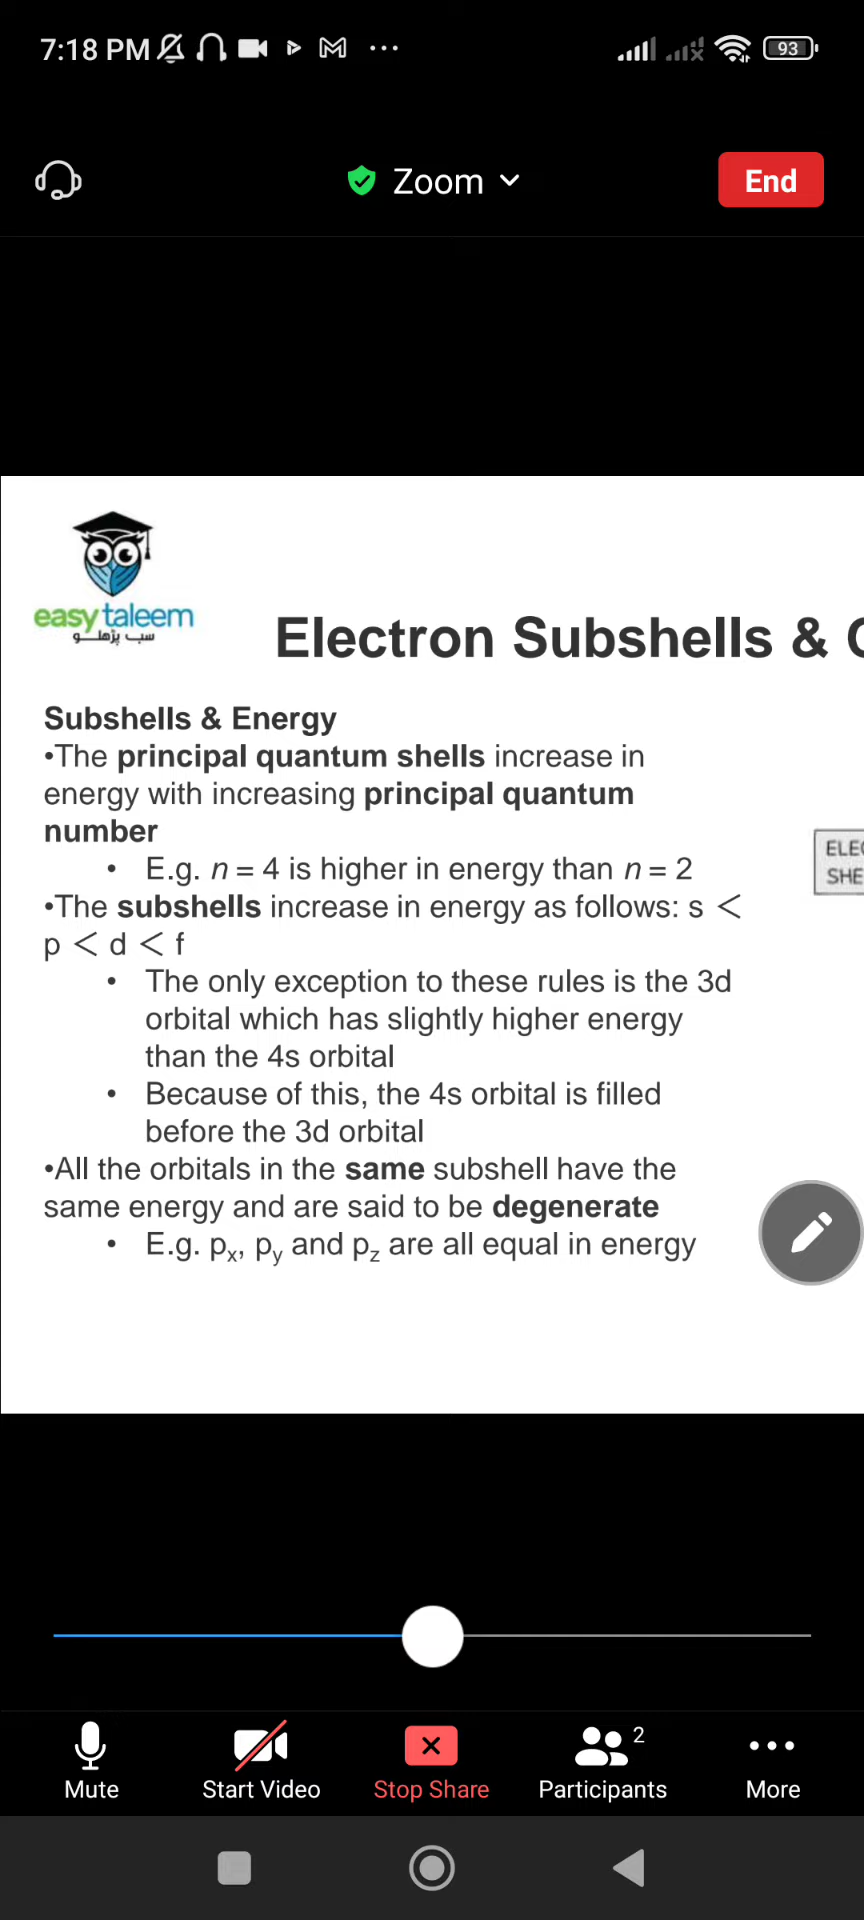 7:18 PM
93
Zoom
End
easytaleem
سب پڑھلو
Electron Subshells &
Subshells & Energy
•The principal quantum shells increase in
energy with increasing principal quantum
number
• E.g. n = 4 is higher in energy than n = 2
•The subshells increase in energy as follows: s <
p < d < f
• The only exception to these rules is the 3d
orbital which has slightly higher energy
than the 4s orbital
• Because of this, the 4s orbital is filled
before the 3d orbital
•All the orbitals in the same subshell have the
same energy and are said to be degenerate
• E.g. px, py and pz are all equal in energy
ELEC
SHE
2
Mute
Start Video
Stop Share
Participants
More